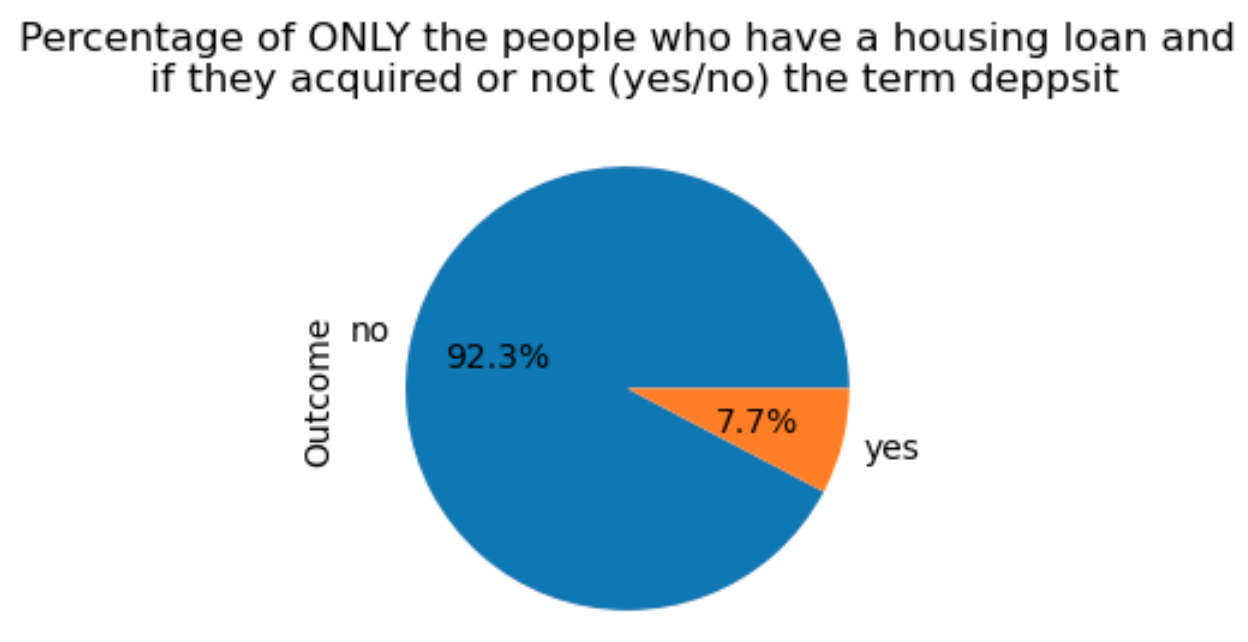 Percentage of ONLY the people who have a housing loan and
if they acquired or not (yes/no) the term deppsit
Outcome
no
92.3%
7.7%
yes